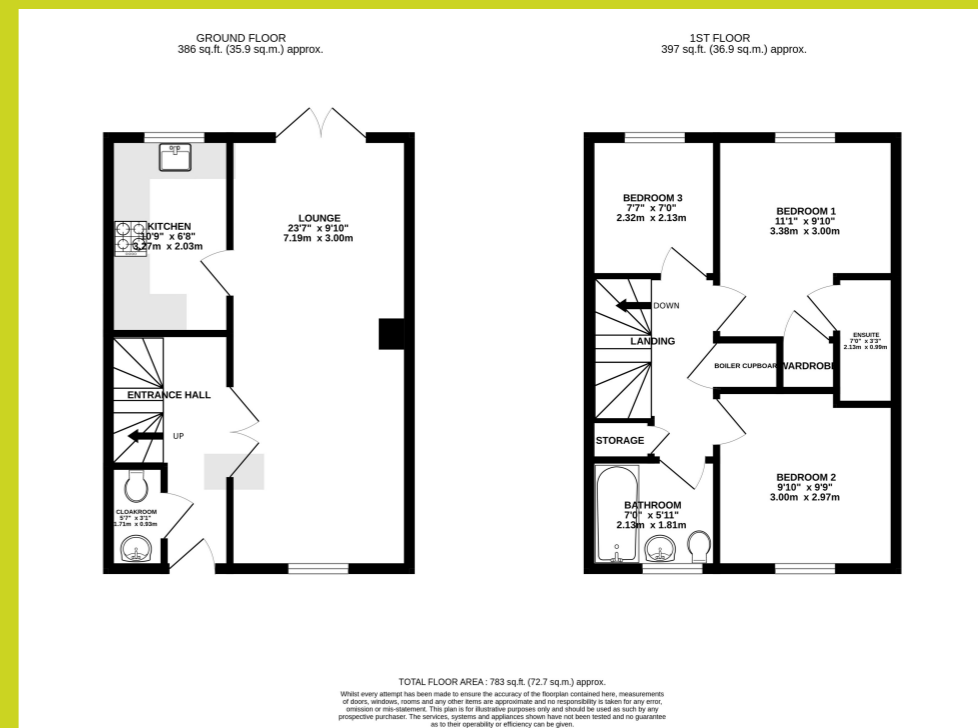 GROUND FLOOR
386 sq.ft. (35.9 sq.m.) approx.
1ST FLOOR
397 sq.ft. (36.9 sq.m.) approx.
KITCHEN
10'9" x 6'8"
3.27m x 2.03m
LOUNGE
23'7" x 9'10"
7.19m x 3.00m
ENTRANCE HALL
UP
CLOAKROOM
5'7" x 3'1"
1.71m x 0.93m
BEDROOM 3
7'7" x 7'0"
2.32m x 2.13m
BEDROOM 1
11'1" x 9'10"
3.38m x 3.00m
DOWN
LANDING
ENSUITE
7'0" x 3'3"
2.13m x 0.99m
BOILER CUPBOARD
WARDROBE
STORAGE
BATHROOM
7'0" x 5'11"
2.13m x 1.81m
BEDROOM 2
9'10" x 9'9"
3.00m x 2.97m
TOTAL FLOOR AREA : 783 sq.ft. (72.7 sq.m.) approx.
Whilst every attempt has been made to ensure the accuracy of the floorplan contained here, measurements
of doors, windows, rooms and any other items are approximate and no responsibility is taken for any error,
omission or mis-statement. This plan is for illustrative purposes only and should be used as such by any
prospective purchaser. The services, systems and appliances shown have not been tested and no guarantee
as to their operability or efficiency can be given.